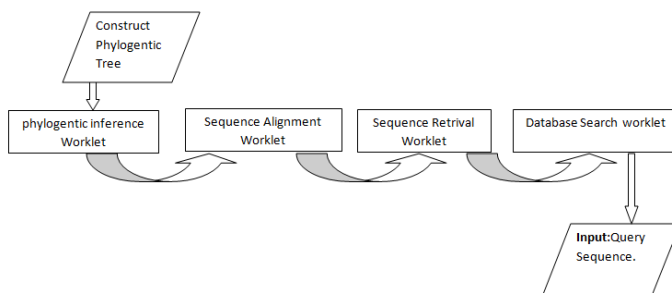 Construct
Phylogentic
Tree
phylogentic inference
Worklet
Sequence Alignment
Worklet
Sequence Retrival
Worklet
Database Search worklet
Input:Query
Sequence.